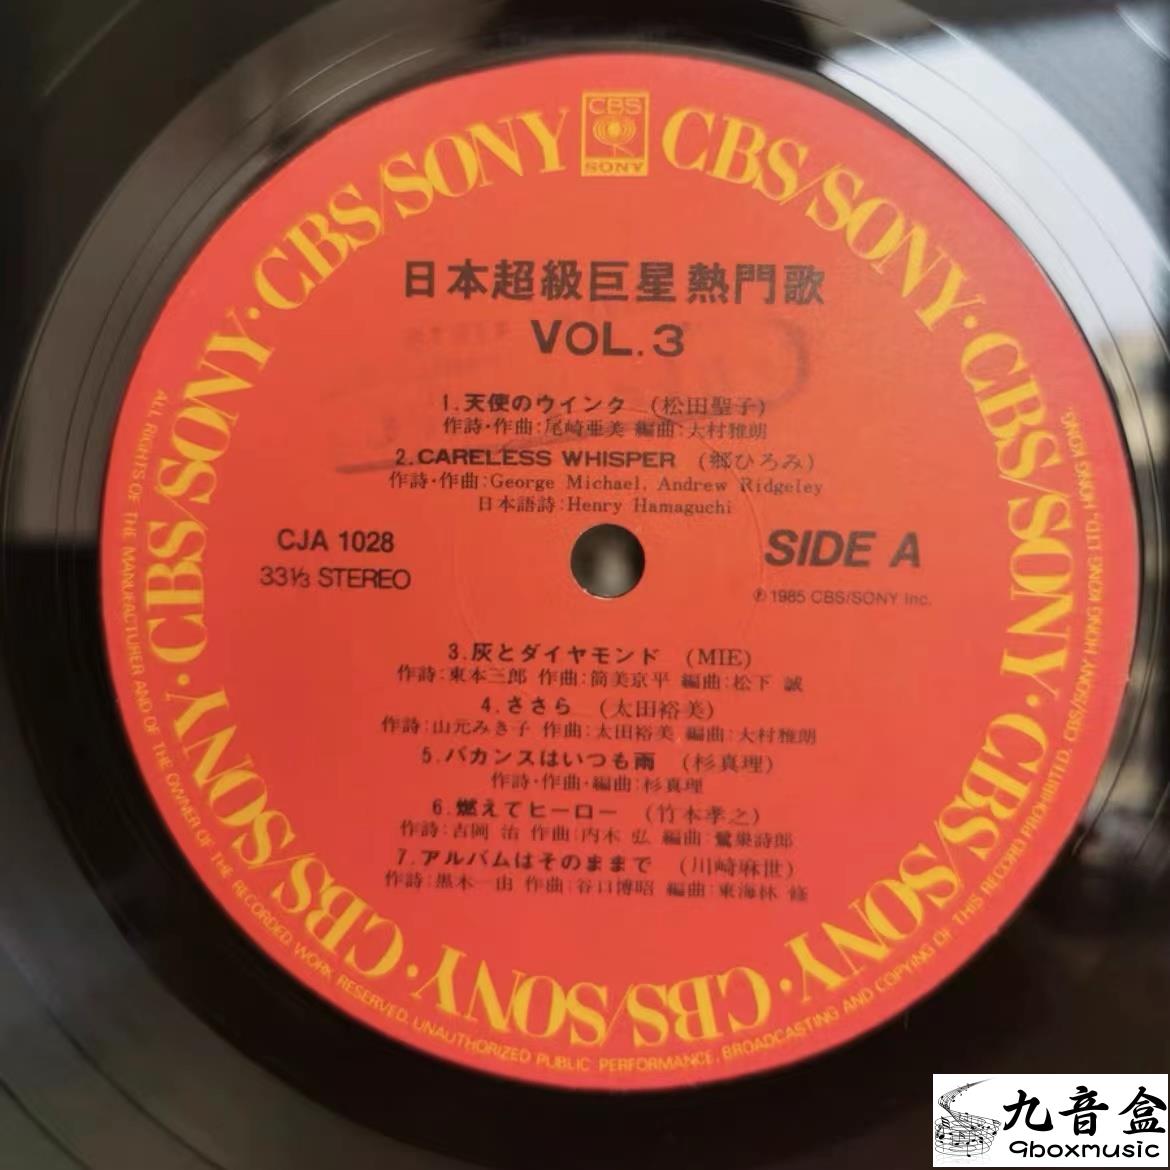 CBS
SONY
CBS/SONY · CBS/SONY · CBS/SONY · CBS/SONY · CBS/SONY · CBS/SONY · CBS/SONY · CBS/SONY · CBS/SONY · CBS/SONY
日本超級巨星熱門歌
VOL.3
1.天使のウインク (松田聖子)
作詩・作曲:尾崎亜美 編曲:大村雅朗
2.CARELESS WHISPER (郷ひろみ)
作詩・作曲:George Michael, Andrew Ridgeley
日本語詩:Henry Hamaguchi
CJA 1028
33⅓ STEREO
SIDE A
℗ 1985 CBS/SONY Inc.
3.灰とダイヤモンド (MIE)
作詩:東本三郎 作曲:筒美京平 編曲:松下 誠
4.ささら (太田裕美)
作詩:山元みき子 作曲:太田裕美 編曲:大村雅朗
5.バカンスはいつも雨 (杉真理)
作詩・作曲・編曲:杉真理
6.燃えてヒーロー (竹本孝之)
作詩:吉岡 治 作曲:内木 弘 編曲:鷺巣詩郎
7.アルバムはそのままで (川崎麻世)
作詩:黒木一由 作曲:谷口博昭 編曲:東海林 修
ALL RIGHTS OF THE MANUFACTURER AND OF THE OWNER OF THE RECORDED WORK RESERVED. UNAUTHORIZED PUBLIC PERFORMANCE, BROADCASTING AND COPYING OF THIS RECORD PROHIBITED. CBS/SONY HONG KONG LTD., HONG KONG.
九音盒
9boxmusic